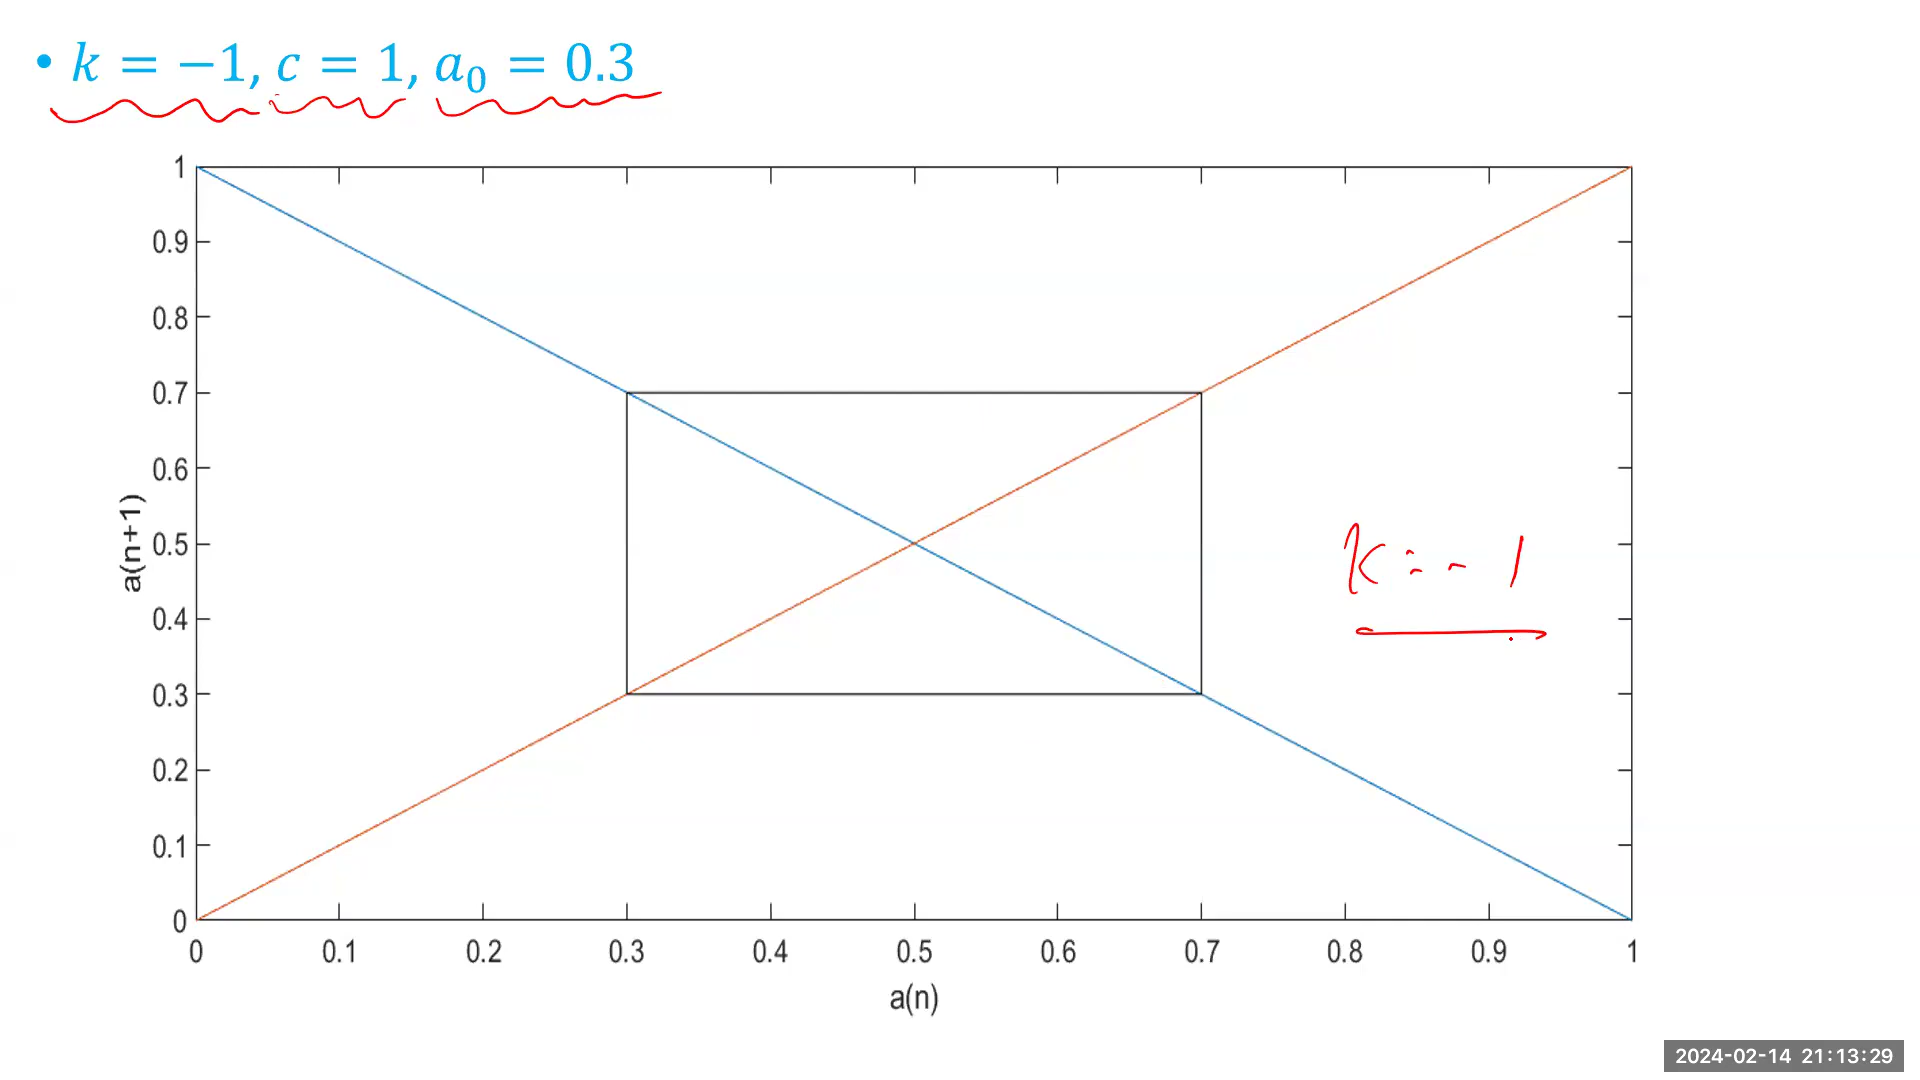 • k = −1, c = 1, a₀ = 0.3
1
0.9
0.8
0.7
0.6
0.5
0.4
0.3
0.2
0.1
0
a(n+1)
k = - 1
0 0.1 0.2 0.3 0.4 0.5 0.6 0.7 0.8 0.9 1
a(n)
2024-02-14 21:13:29